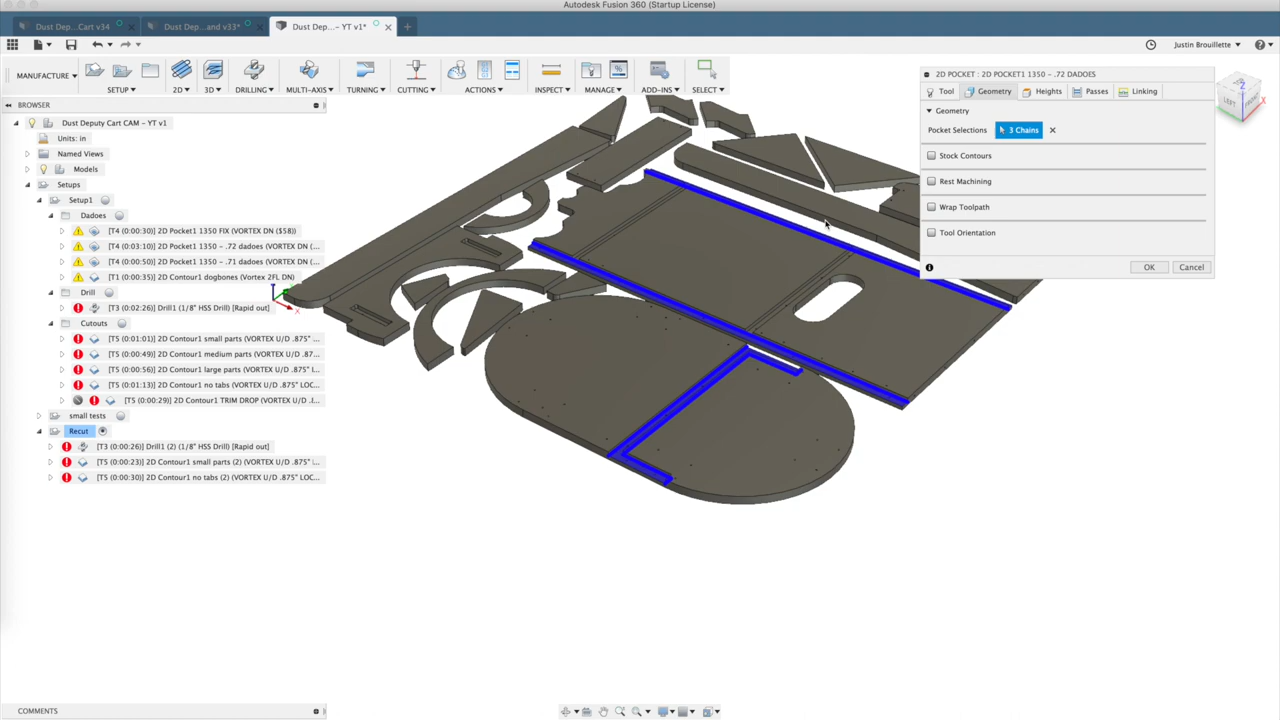 Autodesk Fusion 360 (Startup License)
Dust Dep...Cart v34
Dust Dep...and v33*
Dust Dep...- YT v1*
Justin Brouillette
MANUFACTURE
SETUP
2D
3D
DRILLING
MULTI-AXIS
TURNING
CUTTING
ACTIONS
INSPECT
MANAGE
ADD-INS
SELECT
BROWSER
Dust Deputy Cart CAM - YT v1
Units: in
Named Views
Models
Setups
Setup1
Dadoes
[T4 (0:00:30) 2D Pocket1 1350 FIX (VORTEX DN ($58))
[T4 (0:03:10) 2D Pocket1 1350 - .72 dadoes (VORTEX DN (...
[T4 (0:00:50) 2D Pocket1 1350 - .71 dadoes (VORTEX DN (...
[T1 (0:00:35) 2D Contour1 dogbones (Vortex 2FL DN)
Drill
[T3 (0:02:26)] Drill1 (1/8" HSS Drill) [Rapid out]
Cutouts
[T5 (0:01:01)] 2D Contour1 small parts (VORTEX U/D .875" ...
[T5 (0:00:49)] 2D Contour1 medium parts (VORTEX U/D .87...
[T5 (0:00:56)] 2D Contour1 large parts (VORTEX U/D .875" l...
[T5 (0:01:13)] 2D Contour1 no tabs (VORTEX U/D .875" LOC...
[T5 (0:00:29)] 2D Contour1 TRIM DROP (VORTEX U/D .l...
small tests
Recut
[T3 (0:00:26)] Drill1 (2) (1/8" HSS Drill) [Rapid out]
[T5 (0:00:23)] 2D Contour1 small parts (2) (VORTEX U/D .875" l...
[T5 (0:00:30)] 2D Contour1 no tabs (2) (VORTEX U/D .875" LOC...
2D POCKET : 2D POCKET1 1350 - .72 DADOES
Tool
Geometry
Heights
Passes
Linking
Geometry
Pocket Selections
3 Chains
Stock Contours
Rest Machining
Wrap Toolpath
Tool Orientation
OK
Cancel
Z
LEFT
FRONT
X
COMMENTS